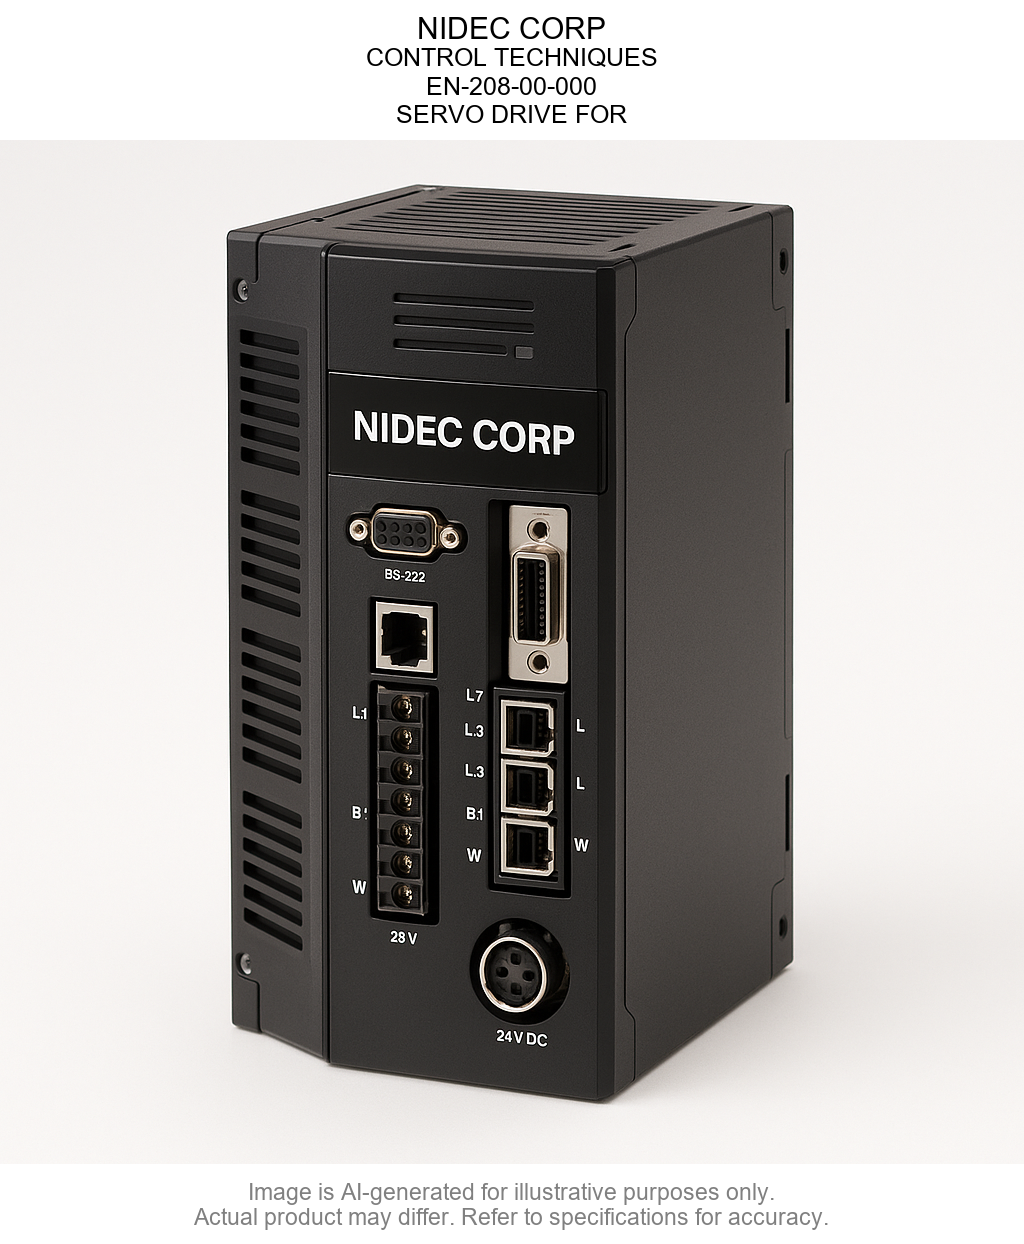 NIDEC CORP
CONTROL TECHNIQUES
EN-208-00-000
SERVO DRIVE FOR
NIDEC CORP
BS-222
L7
L.1
L.3
L
L.3
L
B.1
W
W
W
28 V
24V DC
Image is AI-generated for illustrative purposes only.
Actual product may differ. Refer to specifications for accuracy.